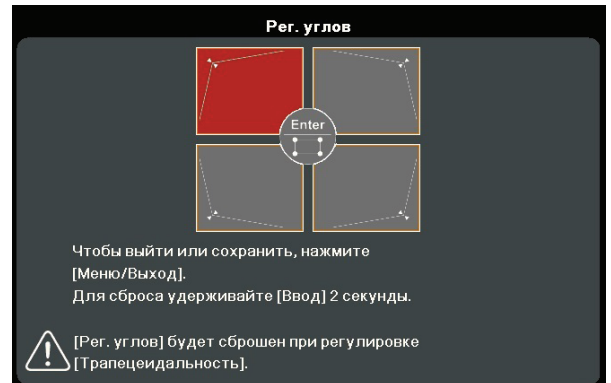 Рег. углов
Enter
Чтобы выйти или сохранить, нажмите
[Меню/Выход].
Для сброса удерживайте [Ввод] 2 секунды.
[Рег. углов] будет сброшен при регулировке
[Трапецеидальность].